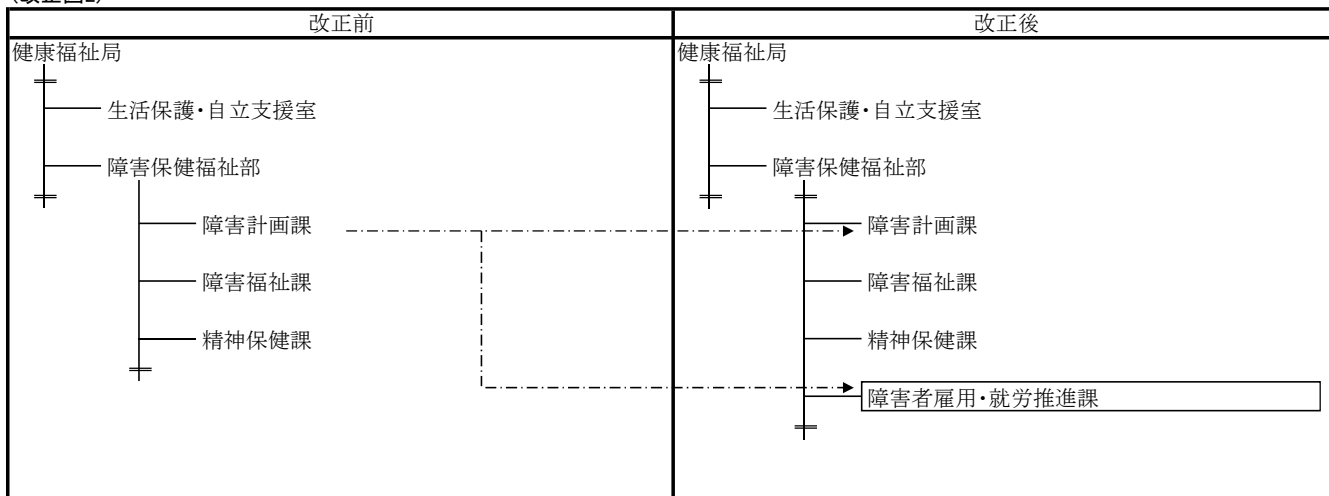 改正前
健康福祉局
生活保護・自立支援室
障害保健福祉部
障害計画課
障害福祉課
精神保健課
改正後
健康福祉局
生活保護・自立支援室
障害保健福祉部
障害計画課
障害福祉課
精神保健課
障害者雇用・就労推進課